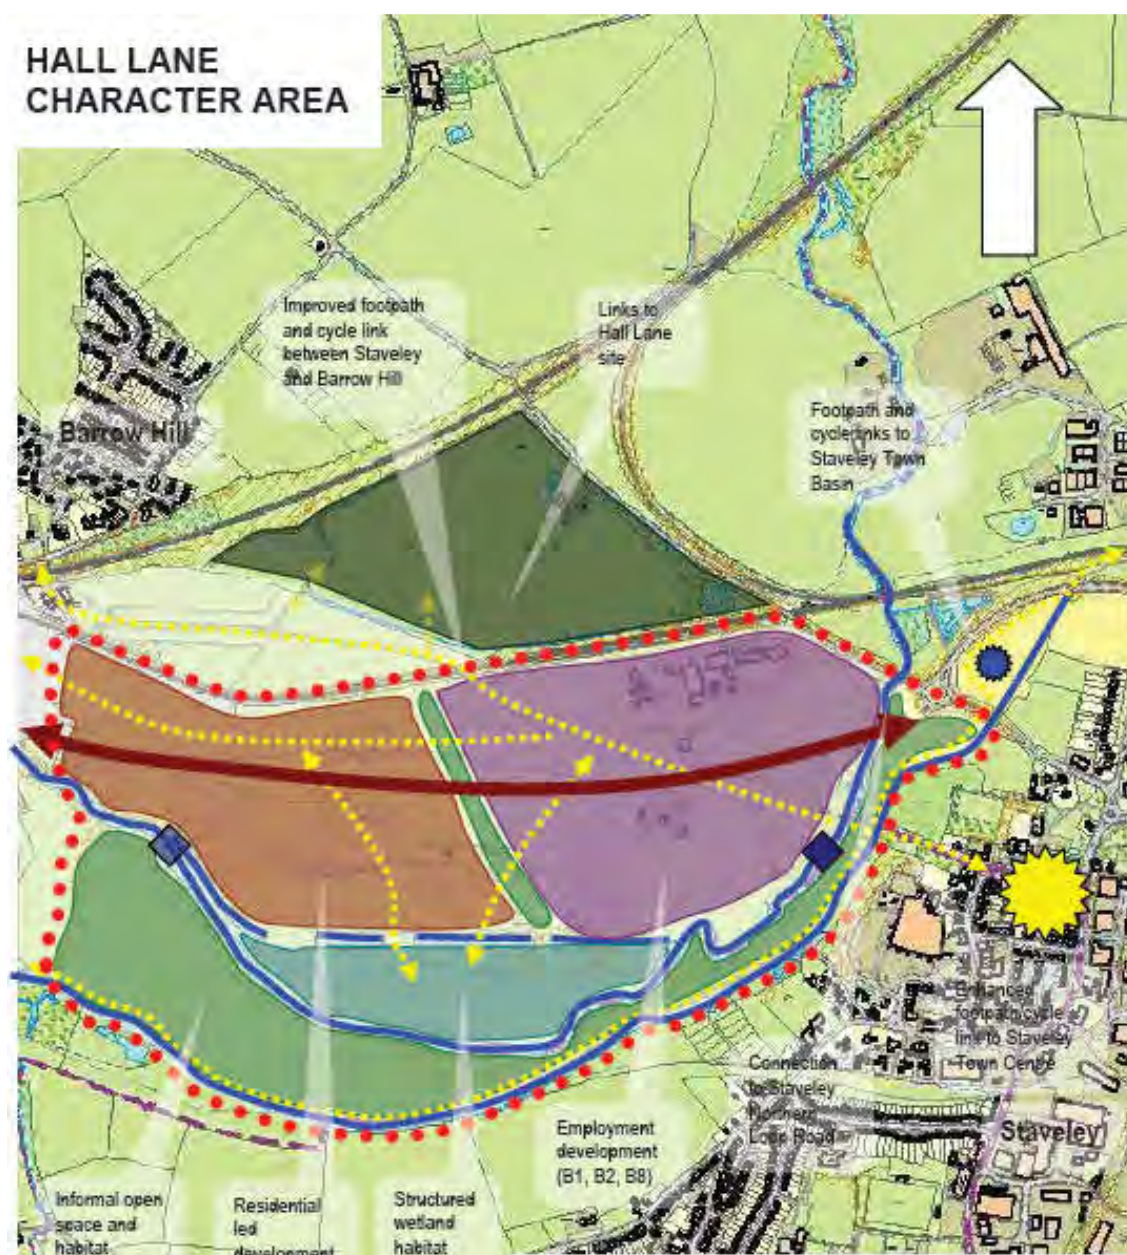 HALL LANE
CHARACTER AREA
Improved footpath
and cycle link
between Staveley
and Barrow Hill
Links to
Hall Lane
site
Barrow Hill
Footpath and
cyclelinks to
Staveley Town
Basin
Enhanced
footpath/cycle
link to Staveley
Town Centre
Connection
to Staveley
Northern
Loop Road
Staveley
Employment
development
(B1, B2, B8)
Informal open
space and
habitat
Residential
led
development
Structured
wetland
habitat